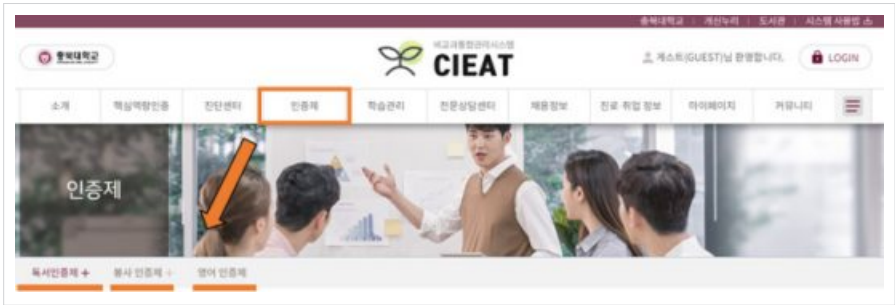 충북대학교 | 개신누리 | 도서관 | 시스템 사용법
충북대학교
비교과통합관리시스템
CIEAT
게스트(GUEST)님 환영합니다.
LOGIN
소개 핵심역량인증 진단센터 인증제 학습관리 전문상담센터 채용정보 진로 취업 정보 마이페이지 커뮤니티
인증제
독서인증제 + 봉사 인증제 + 영어 인증제